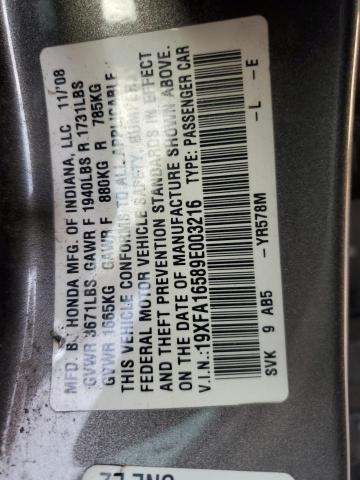 MFD. BY HONDA MFG. OF INDIANA, LLC 11/'08
GVWR 3671LBS GAWR F 1940LBS R 1731LBS
GVWR 1665KG GAWR F 880KG R 785KG
THIS VEHICLE CONFORMS TO ALL APPLICABLE
FEDERAL MOTOR VEHICLE SAFETY, BUMPER,
AND THEFT PREVENTION STANDARDS IN EFFECT
ON THE DATE OF MANUFACTURE SHOWN ABOVE.
V.I.N.:19XFA16589E003216 TYPE: PASSENGER CAR
SVK 9 AB5 -YR578M -L -E